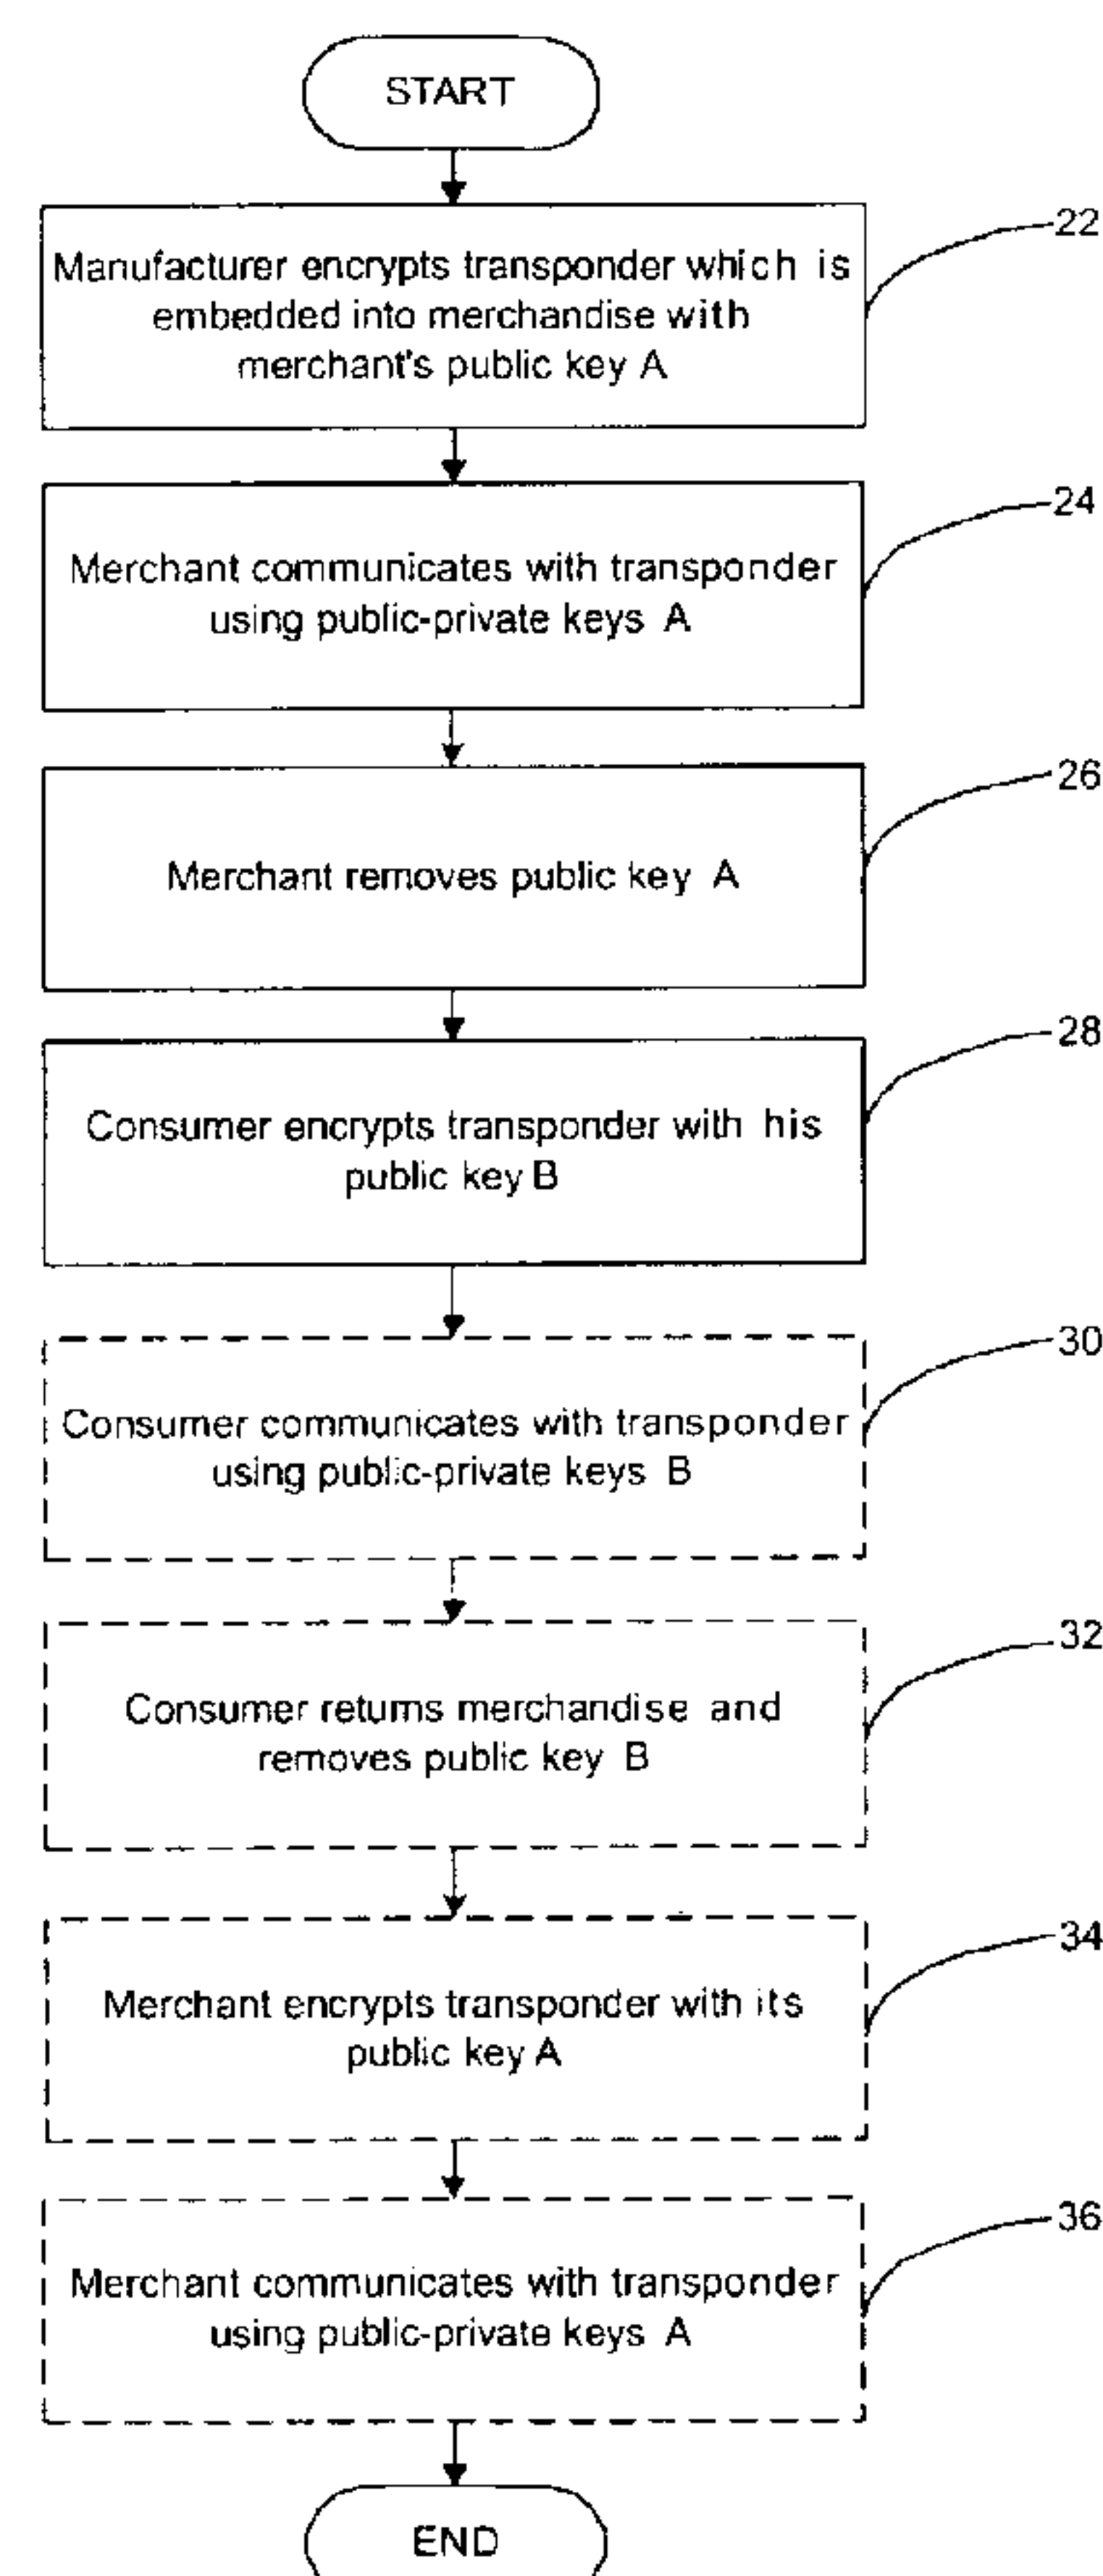 START
22
Manufacturer encrypts transponder which is
embedded into merchandise with
merchant's public key A
24
Merchant communicates with transponder
using public-private keys A
26
Merchant removes public key A
28
Consumer encrypts transponder with his
public key B
30
Consumer communicates with transponder
using public-private keys B
32
Consumer returns merchandise and
removes public key B
34
Merchant encrypts transponder with its
public key A
36
Merchant communicates with transponder
using public-private keys A
END